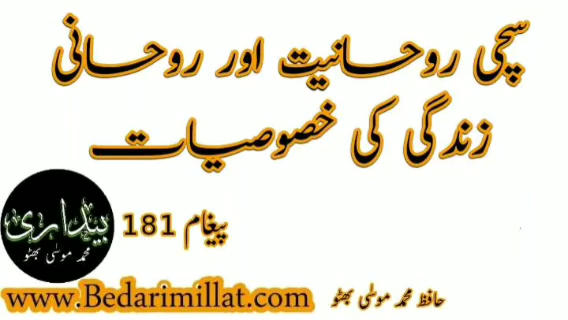 سچی روحانیت اور روحانی
زندگی کی خصوصیات
پیغام 181
بیداری
محمد موسیٰ بھٹو
www.Bedarimillat.com
حافظ محمد موسیٰ بھٹو